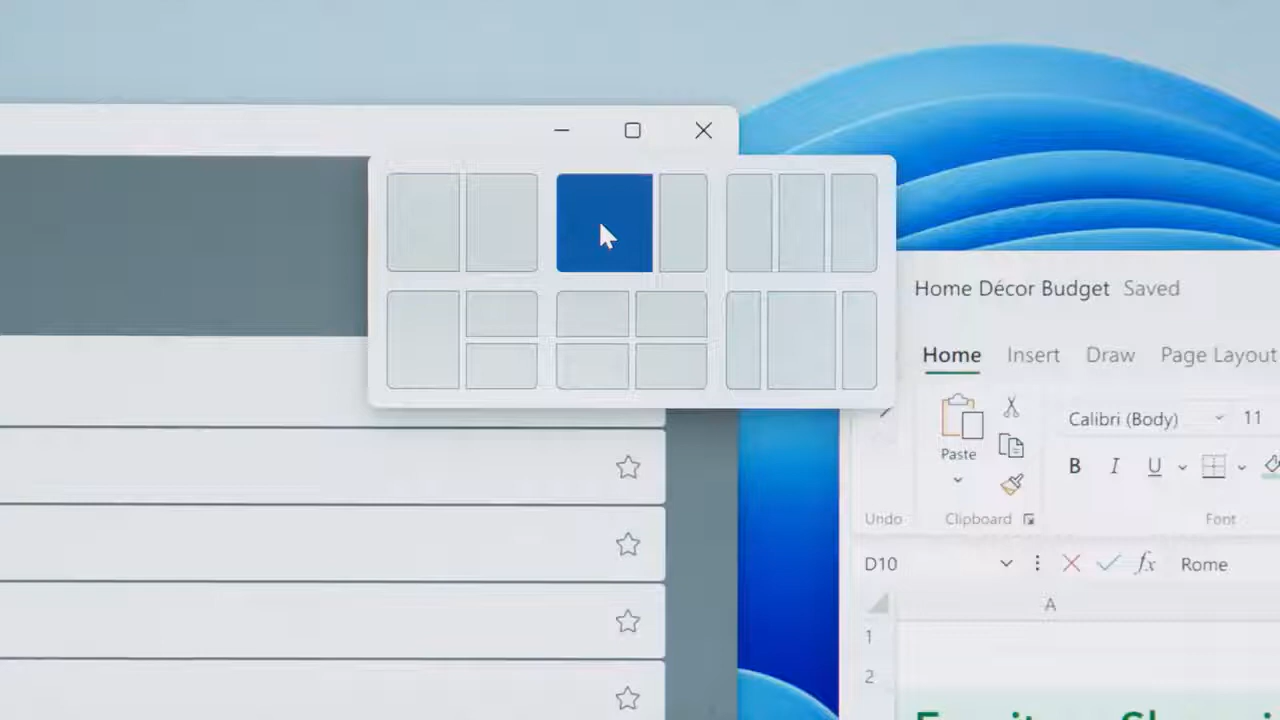 Home Décor Budget Saved
Home Insert Draw Page Layout
Calibri (Body) 11
Paste
B I U
Undo Clipboard Font
D10 fx Rome
A
1
2